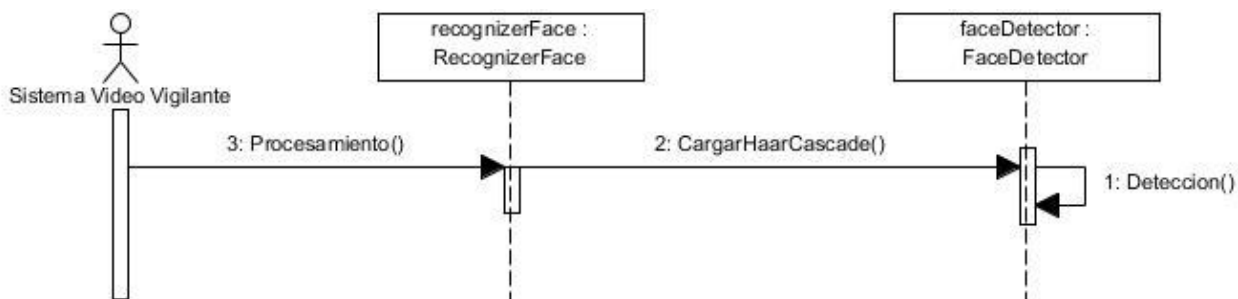 recognizerFace :
RecognizerFace
faceDetector :
FaceDetector
Sistema Video Vigilante
3: Procesamiento()
2: CargarHaarCascade()
1: Deteccion()